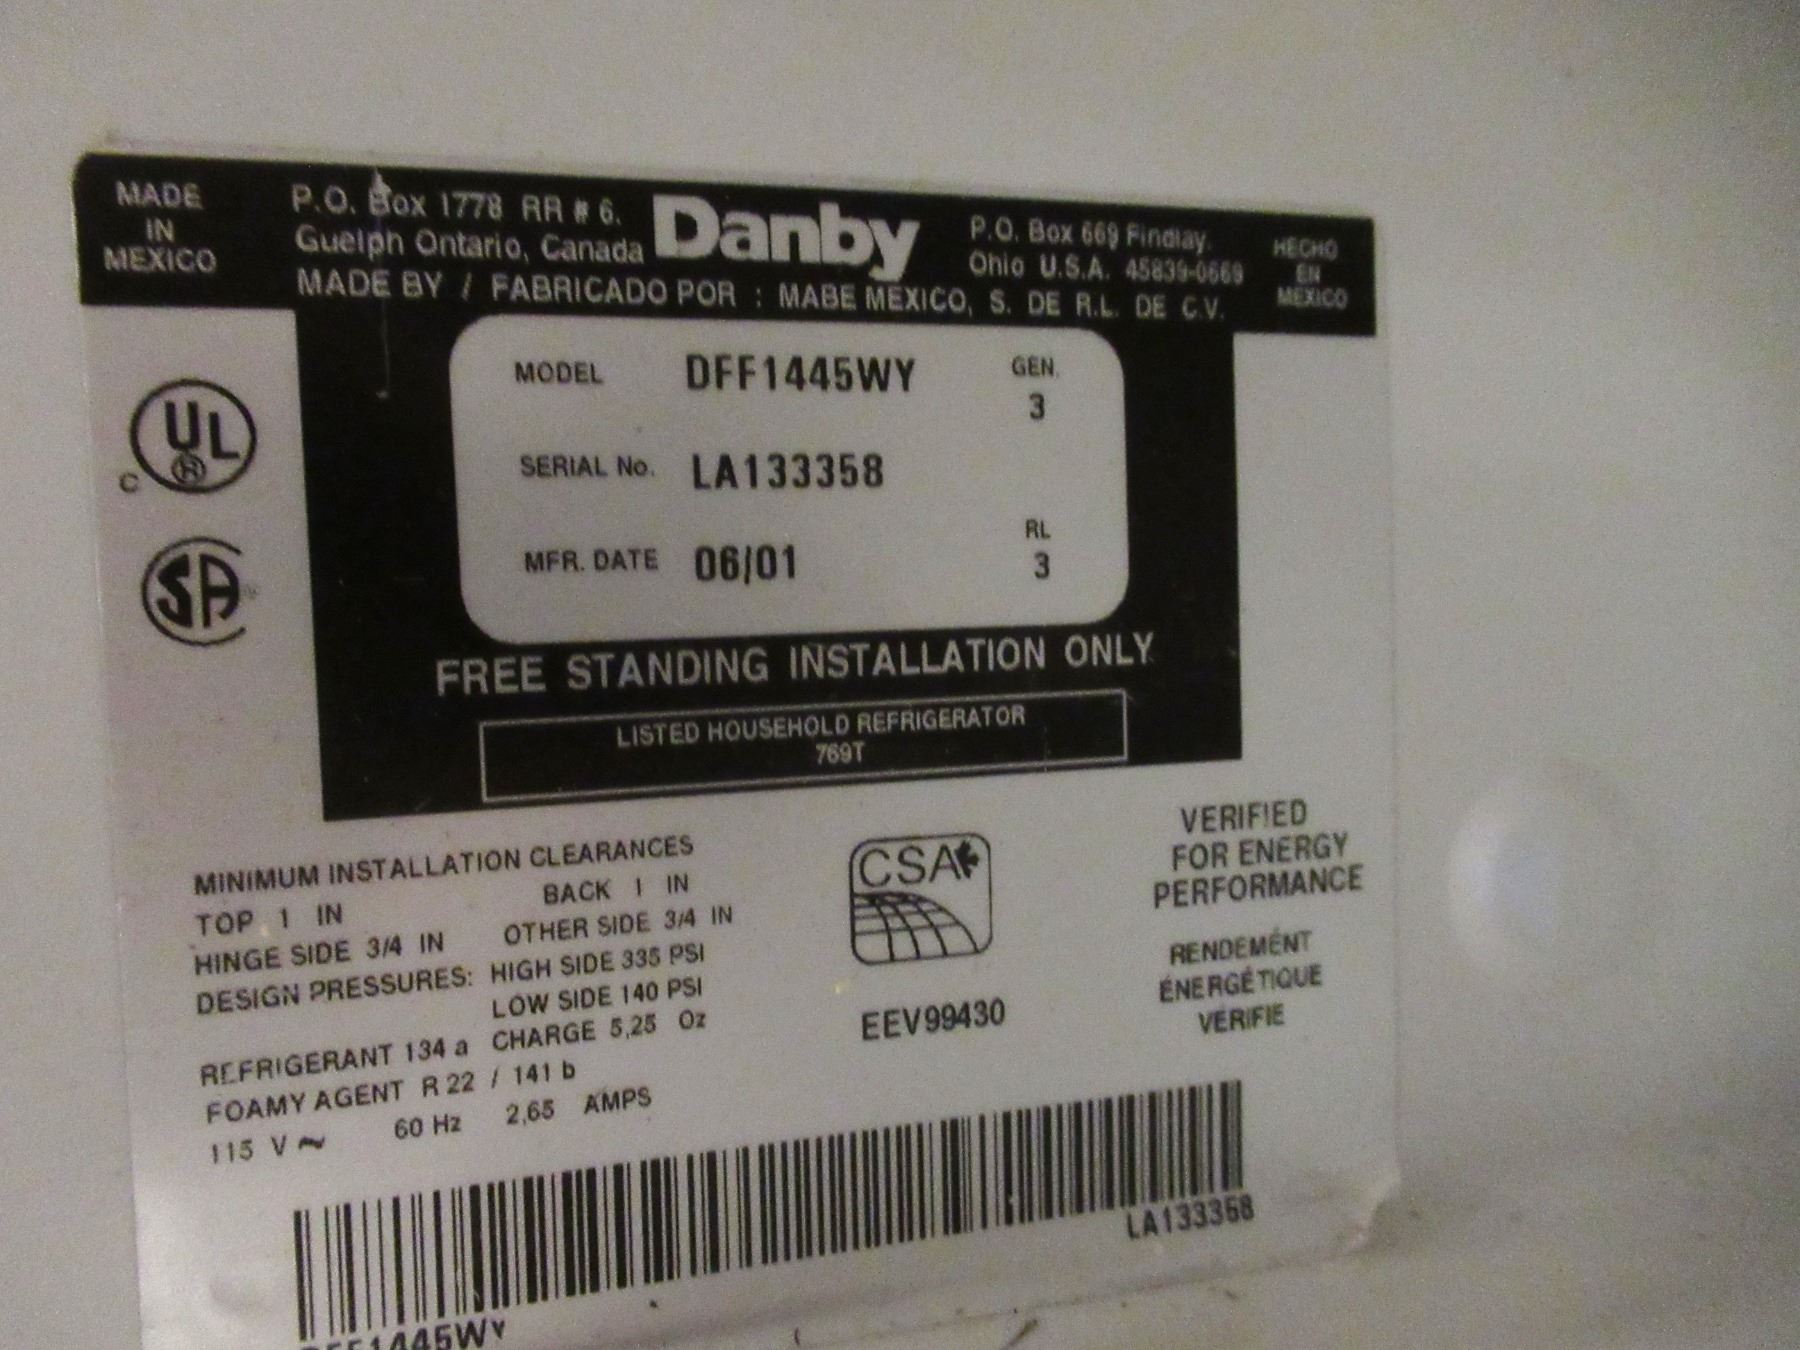 MADE
IN
MEXICO
P.O. Box 1778 RR # 6.
Guelph Ontario, Canada
Danby
P.O. Box 669 Findlay.
Ohio U.S.A. 45839-0669
HECHO
EN
MEXICO
MADE BY / FABRICADO POR : MABE MEXICO, S. DE R.L. DE C.V.
UL
®
C
SA
MODEL DFF1445WY
GEN.
3
SERIAL No. LA133358
MFR. DATE 06/01
RL
3
FREE STANDING INSTALLATION ONLY
LISTED HOUSEHOLD REFRIGERATOR
769T
MINIMUM INSTALLATION CLEARANCES
TOP 1 IN BACK 1 IN
HINGE SIDE 3/4 IN OTHER SIDE 3/4 IN
DESIGN PRESSURES: HIGH SIDE 335 PSI
LOW SIDE 140 PSI
REFRIGERANT 134 a CHARGE 5,25 Oz
FOAMY AGENT R 22 / 141 b
115 V ~ 60 Hz 2,65 AMPS
CSA
EEV99430
VERIFIED
FOR ENERGY
PERFORMANCE
RENDEMÉNT
ÉNERGÉTIQUE
VERIFIE
LA133358
DFF1445WY